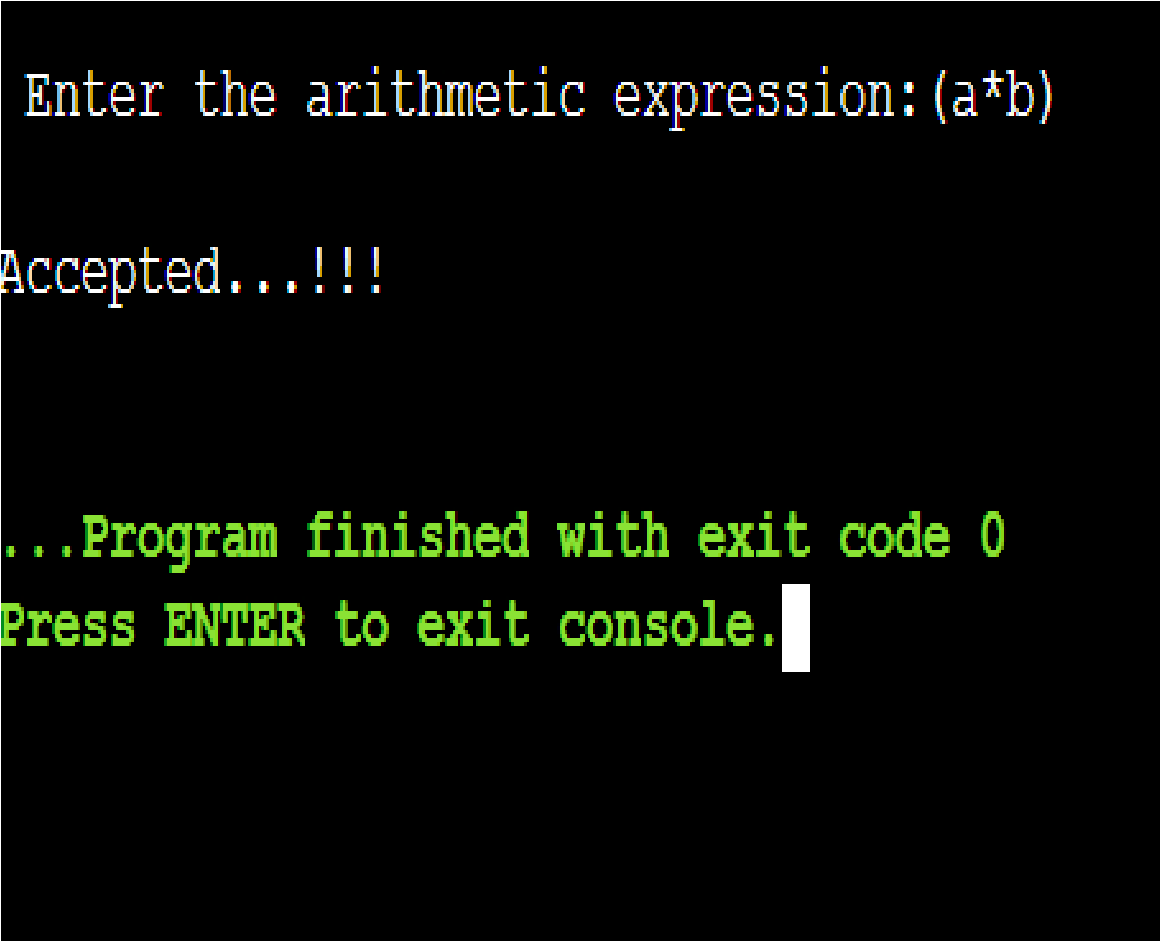 Enter the arithmetic expression:(a*b)
Accepted...!!!
...Program finished with exit code 0
Press ENTER to exit console.